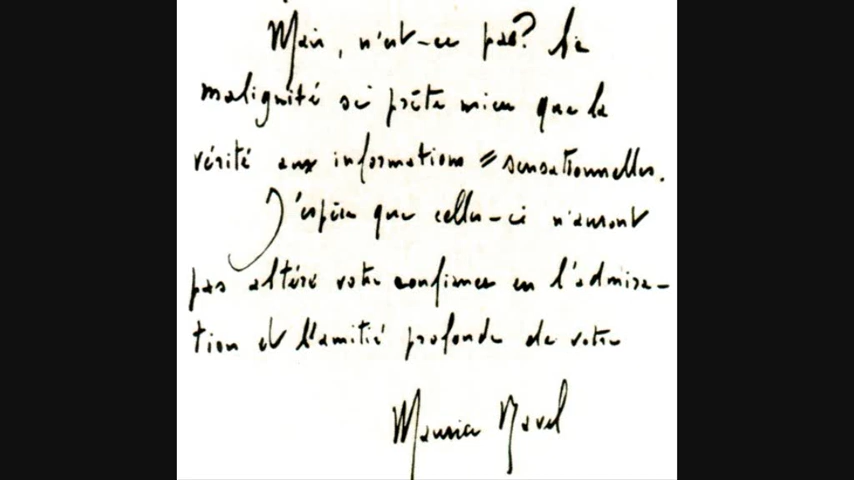 Mais, n'est-ce pas? la
malignité se prête mieux que la
vérité aux informations sensationnelles.
J'espère que celles-ci n'auront
pas altéré votre confiance en l'admira-
tion et l'amitié profonde de votre
Maurice Ravel